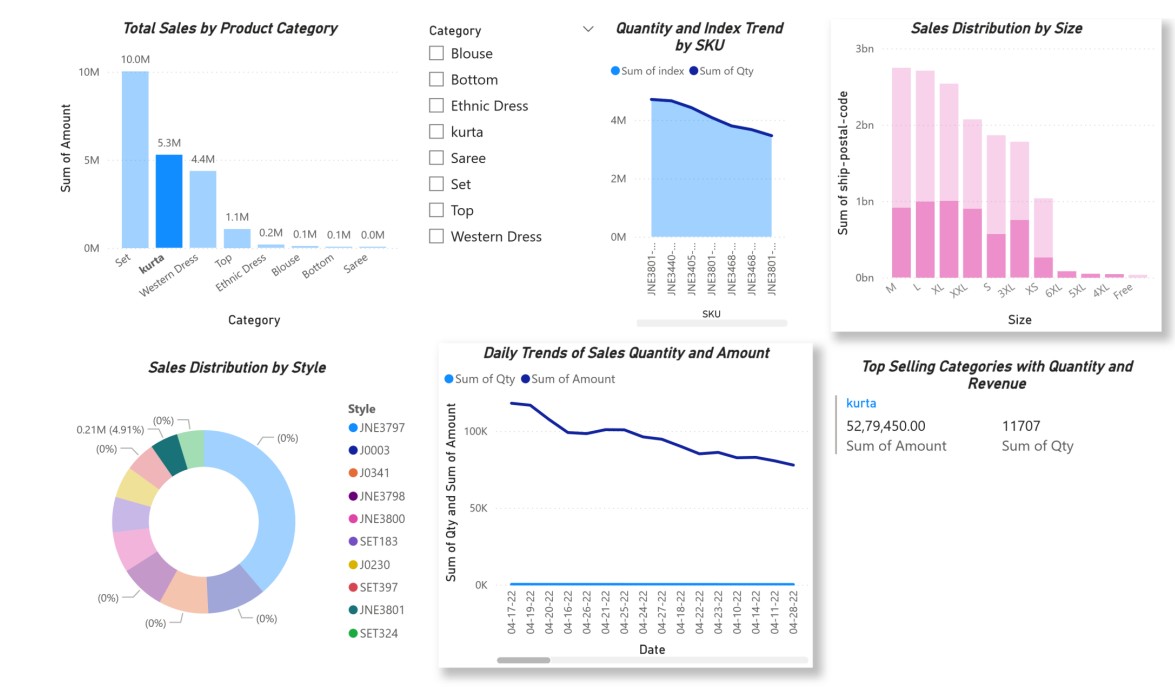 Total Sales by Product Category
Sum of Amount
10M
5M
0M
10.0M
5.3M
4.4M
1.1M
0.2M
0.1M
0.1M
0.0M
Set
kurta
Western Dress
Top
Ethnic Dress
Blouse
Bottom
Saree
Category
Category
Blouse
Bottom
Ethnic Dress
kurta
Saree
Set
Top
Western Dress
Quantity and Index Trend
by SKU
Sum of index Sum of Qty
4M
2M
0M
JNE3801-...
JNE3440-...
JNE3405-...
JNE3801-...
JNE3468-...
JNE3468-...
JNE3801-...
SKU
Sales Distribution by Size
Sum of ship-postal-code
3bn
2bn
1bn
0bn
M
L
XL
XXL
S
3XL
XS
6XL
5XL
4XL
Free
Size
Sales Distribution by Style
(0%)
0.21M (4.91%)
(0%)
(0%)
(0%)
(0%)
(0%)
Style
JNE3797
J0003
J0341
JNE3798
JNE3800
SET183
J0230
SET397
JNE3801
SET324
Daily Trends of Sales Quantity and Amount
Sum of Qty Sum of Amount
Sum of Qty and Sum of Amount
100K
50K
0K
04-17-22
04-19-22
04-20-22
04-16-22
04-26-22
04-21-22
04-25-22
04-24-22
04-27-22
04-18-22
04-22-22
04-23-22
04-10-22
04-14-22
04-11-22
04-28-22
Date
Top Selling Categories with Quantity and
Revenue
kurta
52,79,450.00 11707
Sum of Amount Sum of Qty